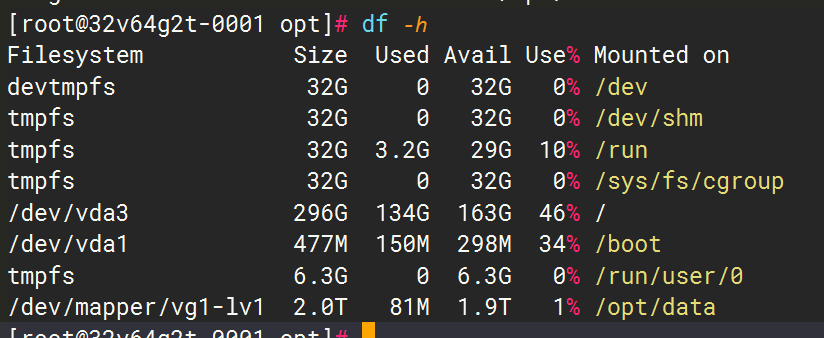 [root@32v64g2t-0001 opt]# df -h
Filesystem Size Used Avail Use% Mounted on
devtmpfs 32G 0 32G 0% /dev
tmpfs 32G 0 32G 0% /dev/shm
tmpfs 32G 3.2G 29G 10% /run
tmpfs 32G 0 32G 0% /sys/fs/cgroup
/dev/vda3 296G 134G 163G 46% /
/dev/vda1 477M 150M 298M 34% /boot
tmpfs 6.3G 0 6.3G 0% /run/user/0
/dev/mapper/vg1-lv1 2.0T 81M 1.9T 1% /opt/data
[root@32v64g2t-0001 opt]#